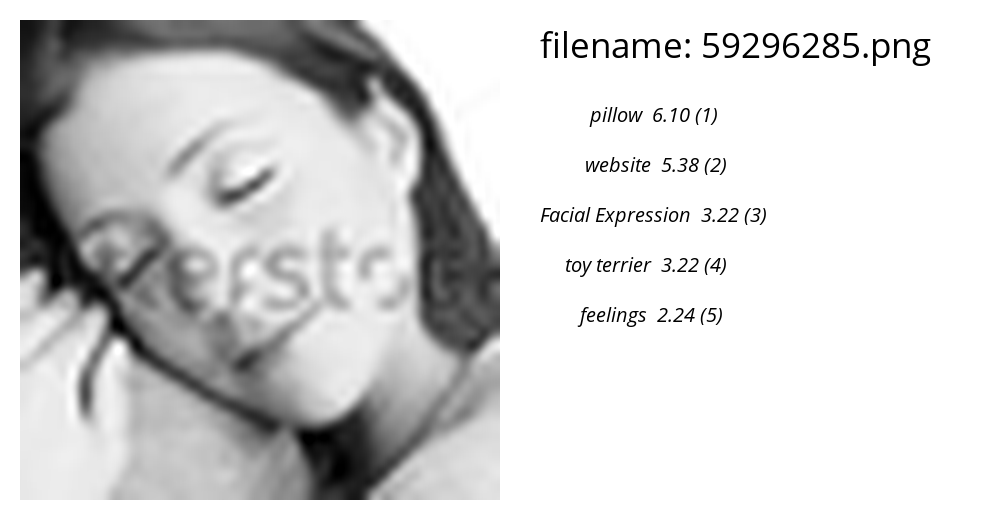 filename: 59296285.png
pillow 6.10 (1)
website 5.38 (2)
Facial Expression 3.22 (3)
toy terrier 3.22 (4)
feelings 2.24 (5)